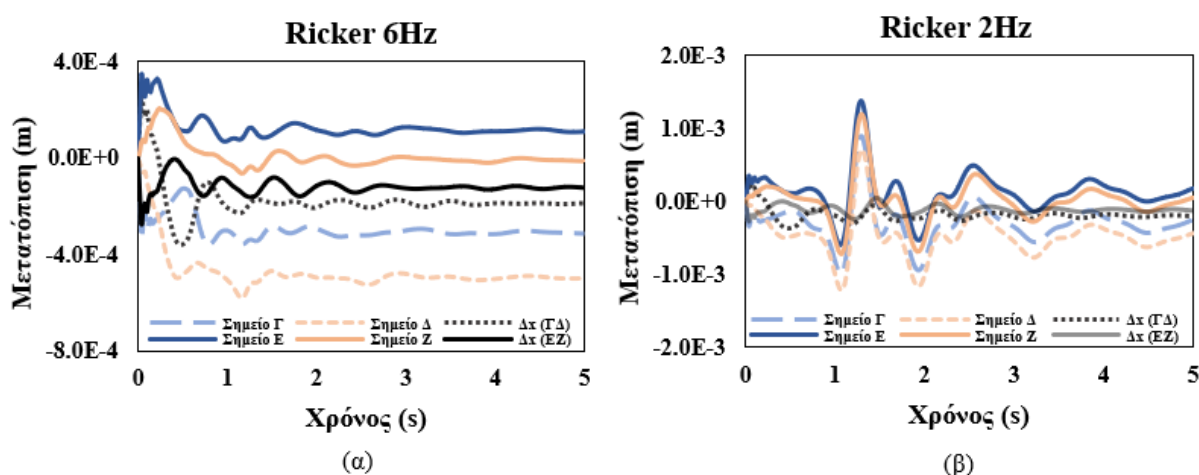 Ricker 6Hz
4.0E-4
0.0E+0
-4.0E-4
-8.0E-4
Μετατόπιση (m)
Σημείο Γ Σημείο Δ Δx (ΓΔ)
Σημείο Ε Σημείο Ζ Δx (ΕΖ)
0 1 2 3 4 5
Χρόνος (s)
(α)
Ricker 2Hz
2.0E-3
1.0E-3
0.0E+0
-1.0E-3
-2.0E-3
Μετατόπιση (m)
Σημείο Γ Σημείο Δ Δx (ΓΔ)
Σημείο Ε Σημείο Ζ Δx (ΕΖ)
0 1 2 3 4 5
Χρόνος (s)
(β)